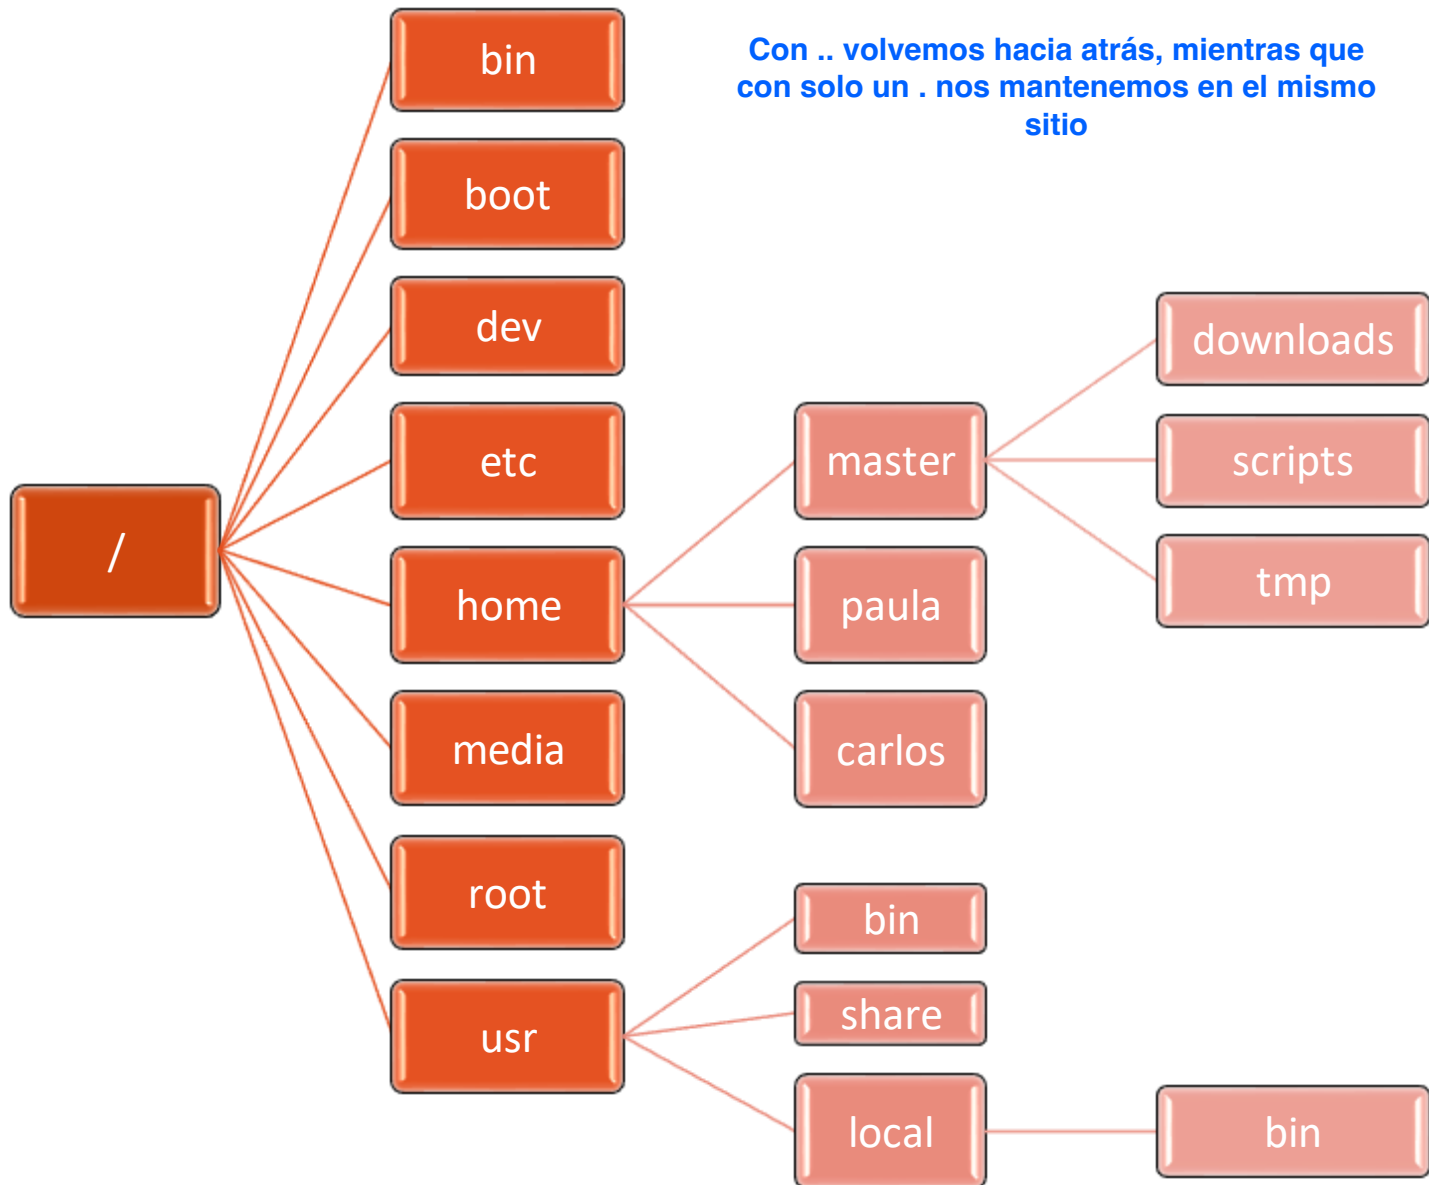 Con .. volvemos hacia atrás, mientras que
con solo un . nos mantenemos en el mismo
sitio
/
bin
boot
dev
etc
home
media
root
usr
master
paula
carlos
bin
share
local
downloads
scripts
tmp
bin